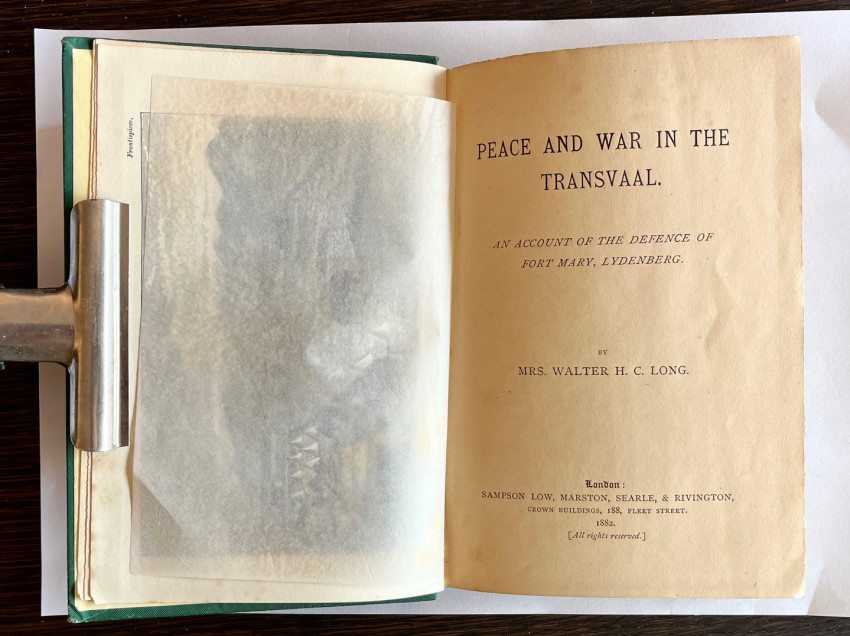 Frontispiece.
PEACE AND WAR IN THE
TRANSVAAL.
AN ACCOUNT OF THE DEFENCE OF
FORT MARY, LYDENBERG.
BY
MRS. WALTER H. C. LONG.
London:
SAMPSON LOW, MARSTON, SEARLE, & RIVINGTON,
CROWN BUILDINGS, 188, FLEET STREET.
1882.
[All rights reserved.]